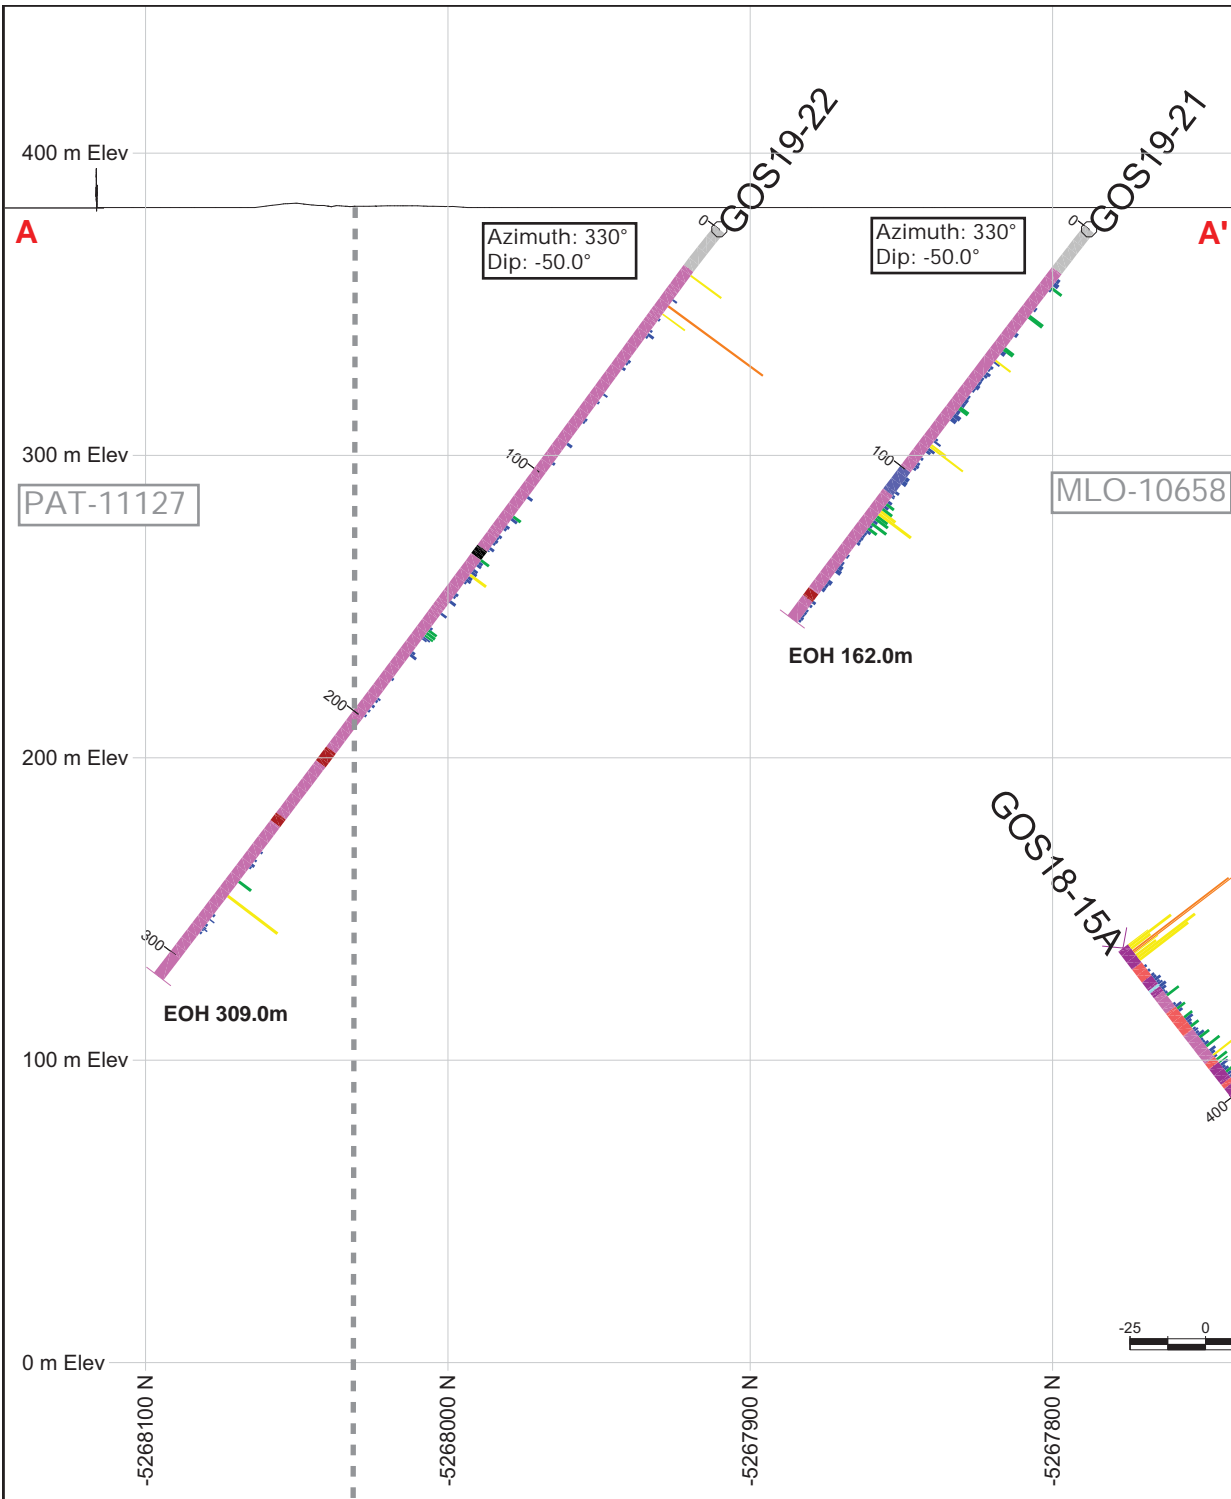 GOS19-22
GOS19-21
400 m Elev
A
A'
0
0
Azimuth: 330°
Dip: -50.0°
Azimuth: 330°
Dip: -50.0°
300 m Elev
100
100
PAT-11127
MLO-10658
EOH 162.0m
200
200 m Elev
GOS18-15A
300
EOH 309.0m
100 m Elev
400
-25
0
0 m Elev
-5268100 N
-5268000 N
-5267900 N
-5267800 N